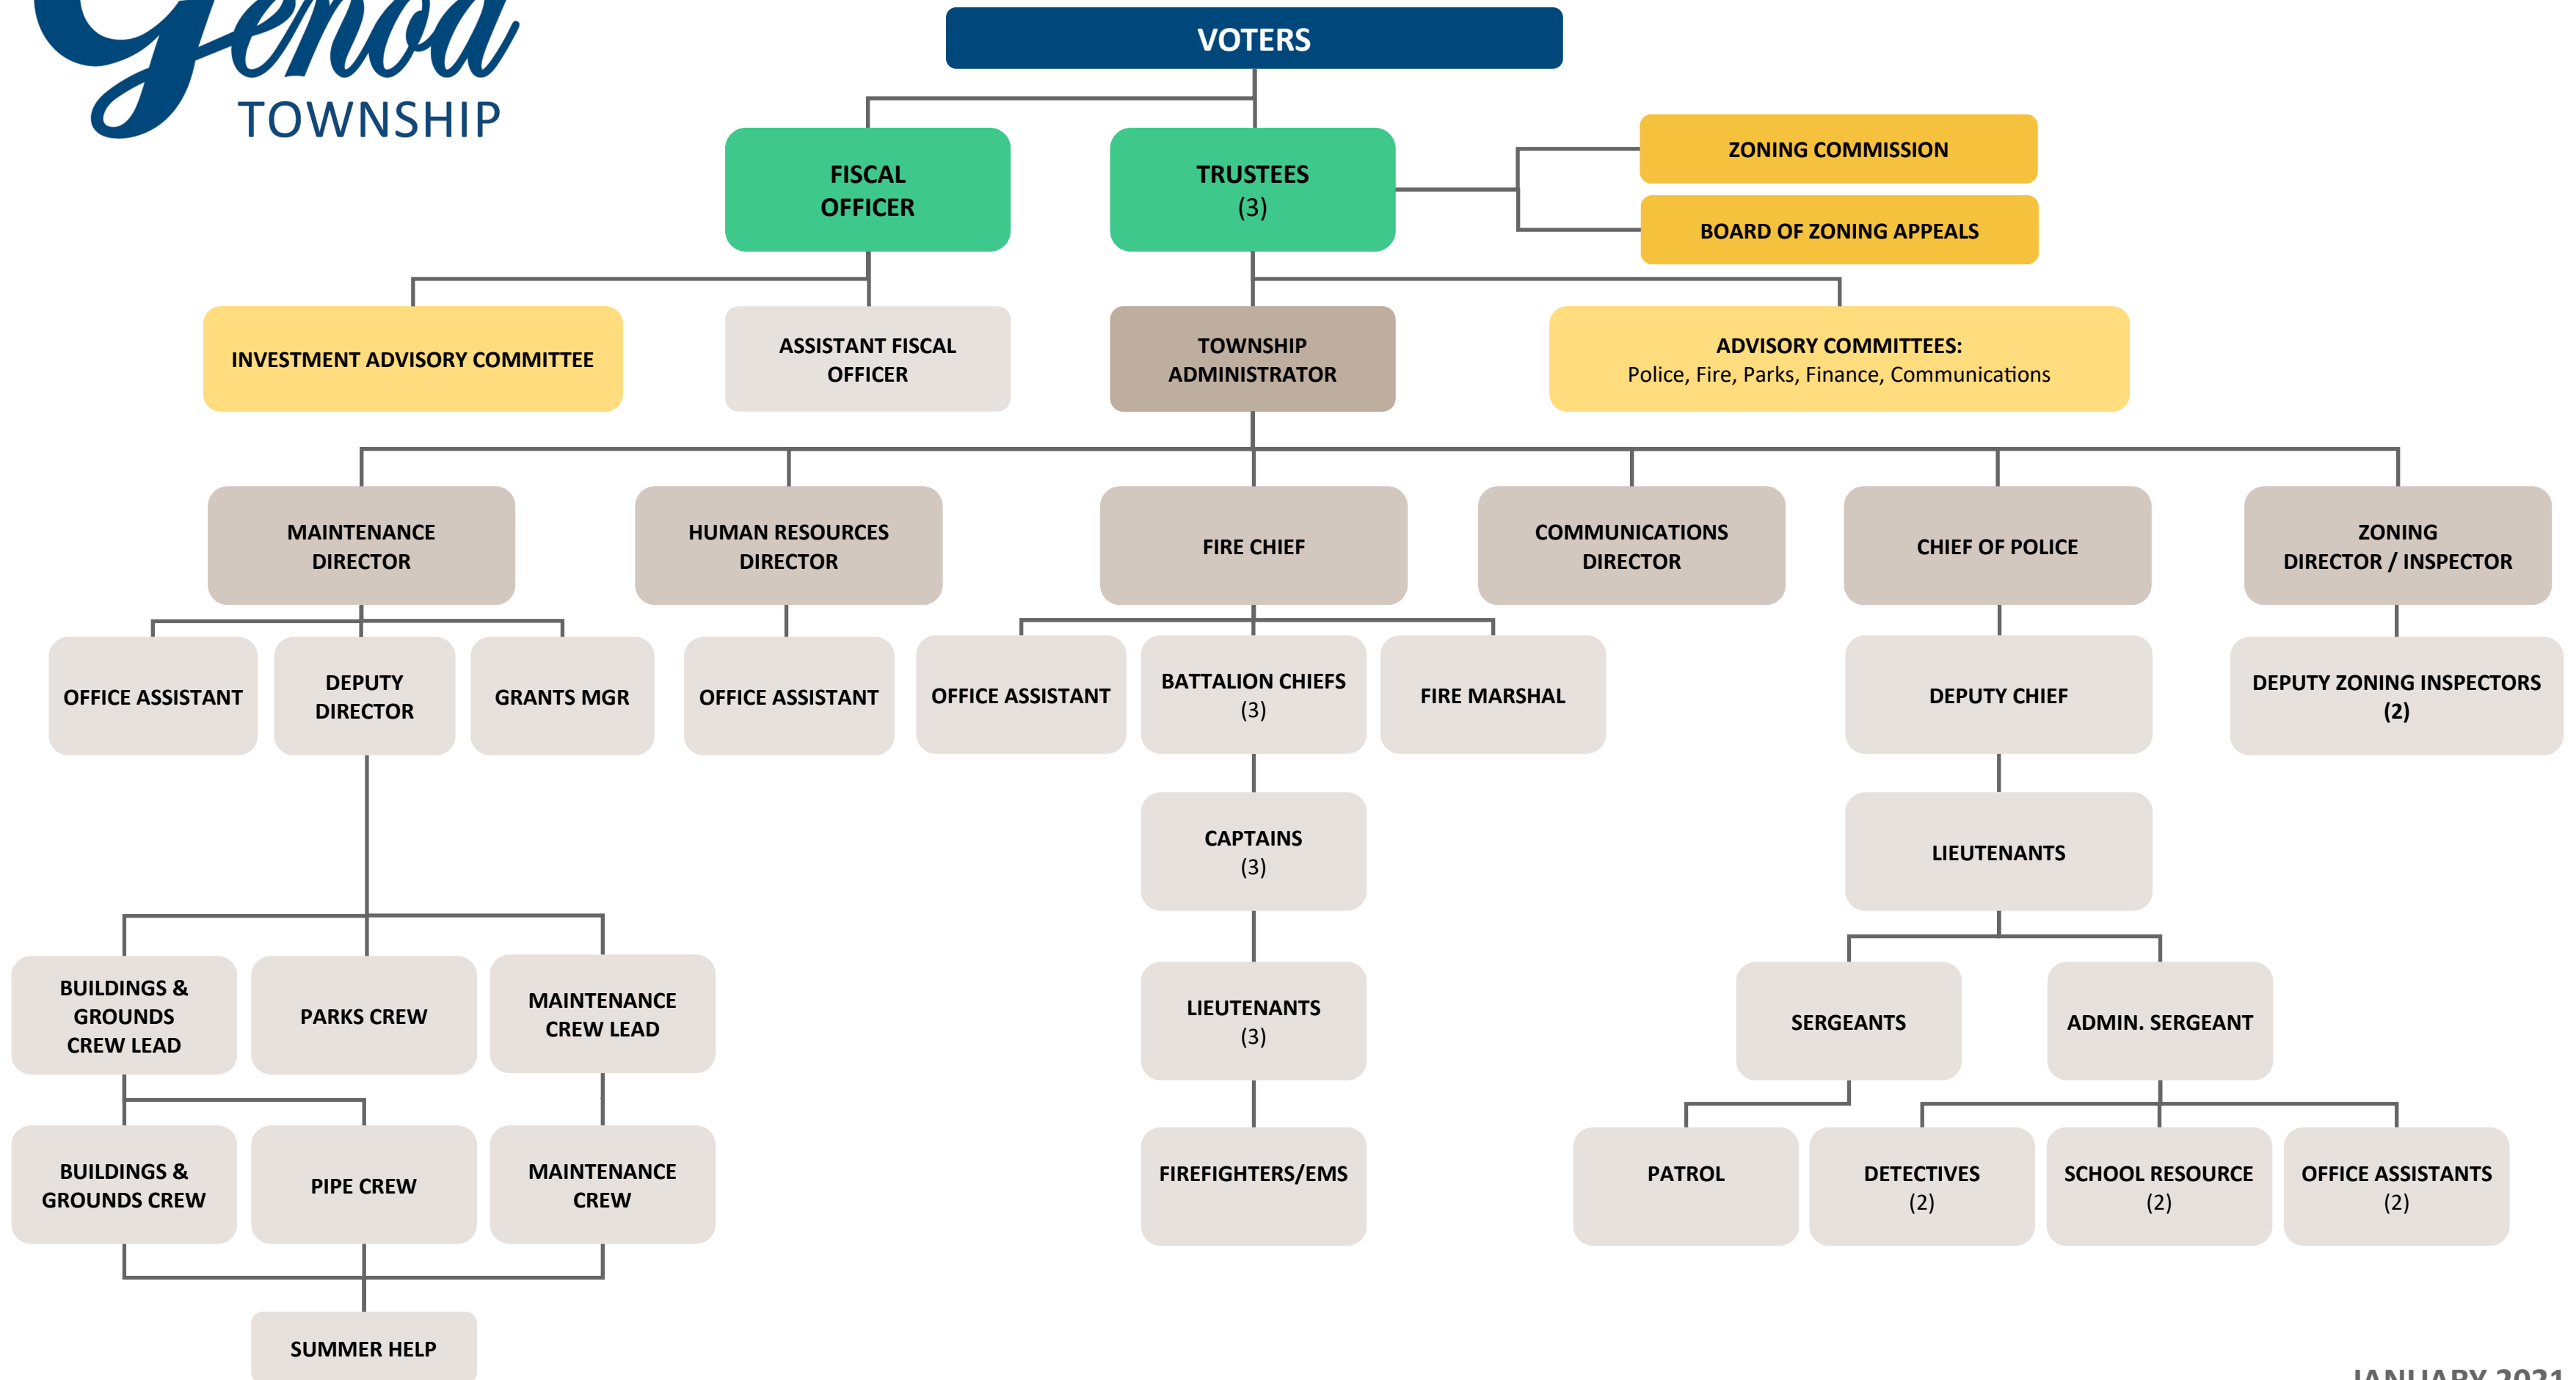 Genoa
TOWNSHIP
VOTERS
FISCAL
OFFICER
TRUSTEES
(3)
ZONING COMMISSION
BOARD OF ZONING APPEALS
INVESTMENT ADVISORY COMMITTEE
ASSISTANT FISCAL
OFFICER
TOWNSHIP
ADMINISTRATOR
ADVISORY COMMITTEES:
Police, Fire, Parks, Finance, Communications
MAINTENANCE
DIRECTOR
HUMAN RESOURCES
DIRECTOR
FIRE CHIEF
COMMUNICATIONS
DIRECTOR
CHIEF OF POLICE
ZONING
DIRECTOR / INSPECTOR
OFFICE ASSISTANT
DEPUTY
DIRECTOR
GRANTS MGR
OFFICE ASSISTANT
OFFICE ASSISTANT
BATTALION CHIEFS
(3)
FIRE MARSHAL
DEPUTY CHIEF
DEPUTY ZONING INSPECTORS
(2)
CAPTAINS
(3)
LIEUTENANTS
BUILDINGS &
GROUNDS
CREW LEAD
PARKS CREW
MAINTENANCE
CREW LEAD
LIEUTENANTS
(3)
SERGEANTS
ADMIN. SERGEANT
BUILDINGS &
GROUNDS CREW
PIPE CREW
MAINTENANCE
CREW
FIREFIGHTERS/EMS
PATROL
DETECTIVES
(2)
SCHOOL RESOURCE
(2)
OFFICE ASSISTANTS
(2)
SUMMER HELP
JANUARY 2021